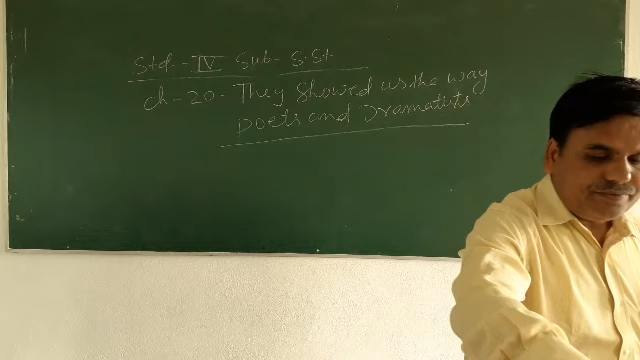 Std - IV Sub - S.St
Ch - 20 - They Showed us the way
Poets and Dramatists